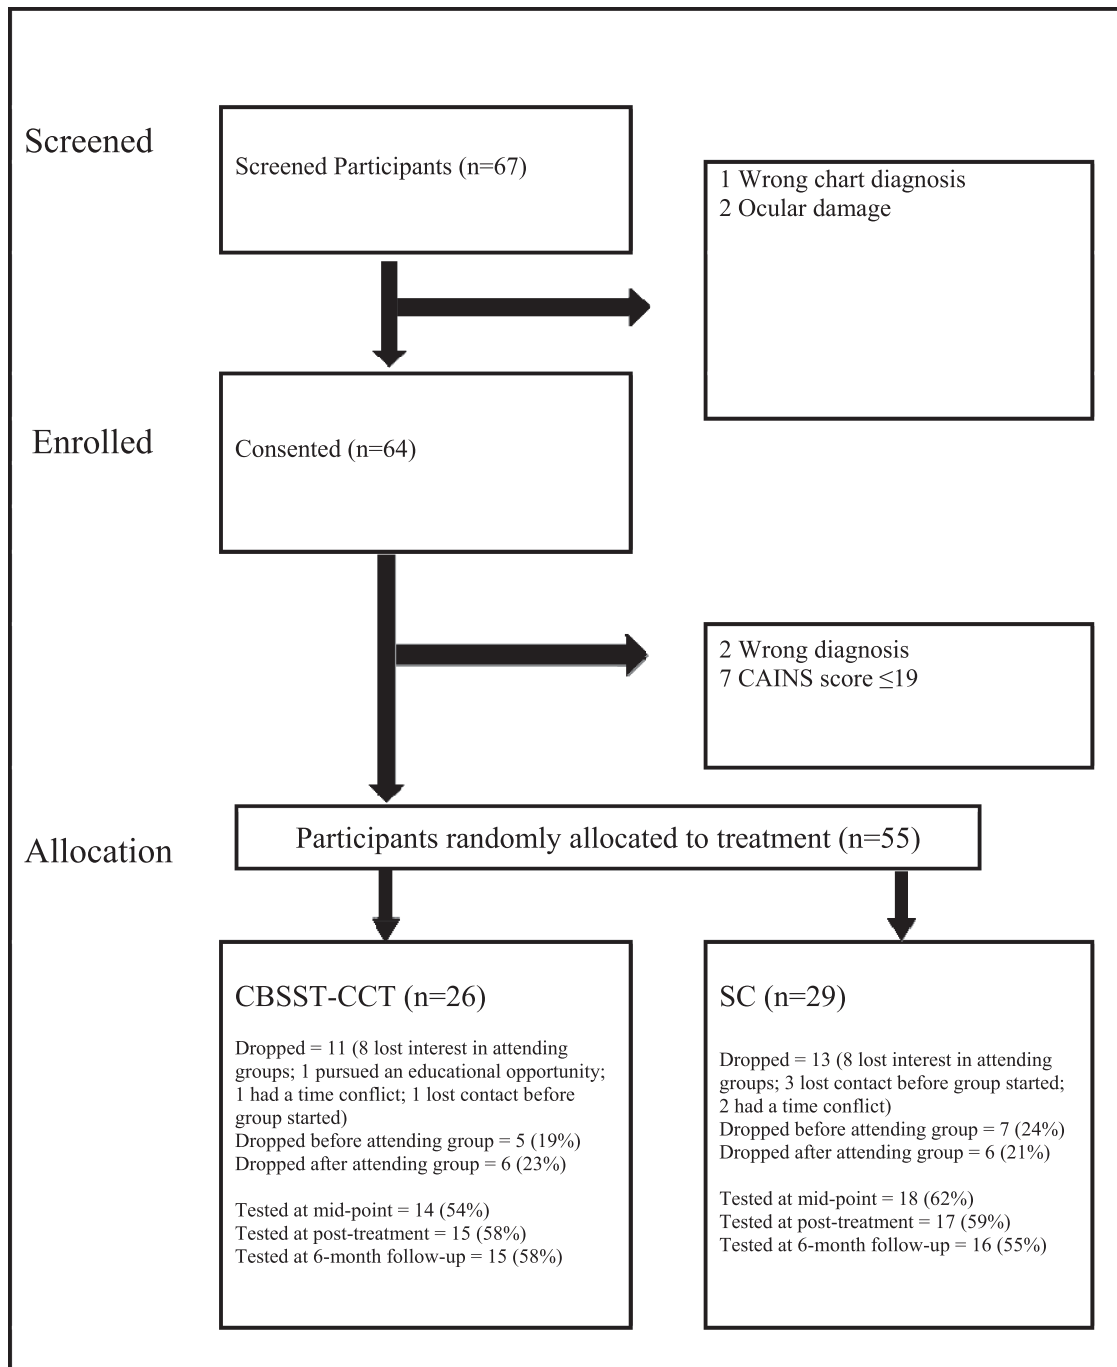 Screened
Screened Participants (n=67)
1 Wrong chart diagnosis
2 Ocular damage
Enrolled
Consented (n=64)
2 Wrong diagnosis
7 CAINS score ≤19
Allocation
Participants randomly allocated to treatment (n=55)
CBSST-CCT (n=26)
Dropped = 11 (8 lost interest in attending
groups; 1 pursued an educational opportunity;
1 had a time conflict; 1 lost contact before
group started)
Dropped before attending group = 5 (19%)
Dropped after attending group = 6 (23%)
Tested at mid-point = 14 (54%)
Tested at post-treatment = 15 (58%)
Tested at 6-month follow-up = 15 (58%)
SC (n=29)
Dropped = 13 (8 lost interest in attending
groups; 3 lost contact before group started;
2 had a time conflict)
Dropped before attending group = 7 (24%)
Dropped after attending group = 6 (21%)
Tested at mid-point = 18 (62%)
Tested at post-treatment = 17 (59%)
Tested at 6-month follow-up = 16 (55%)